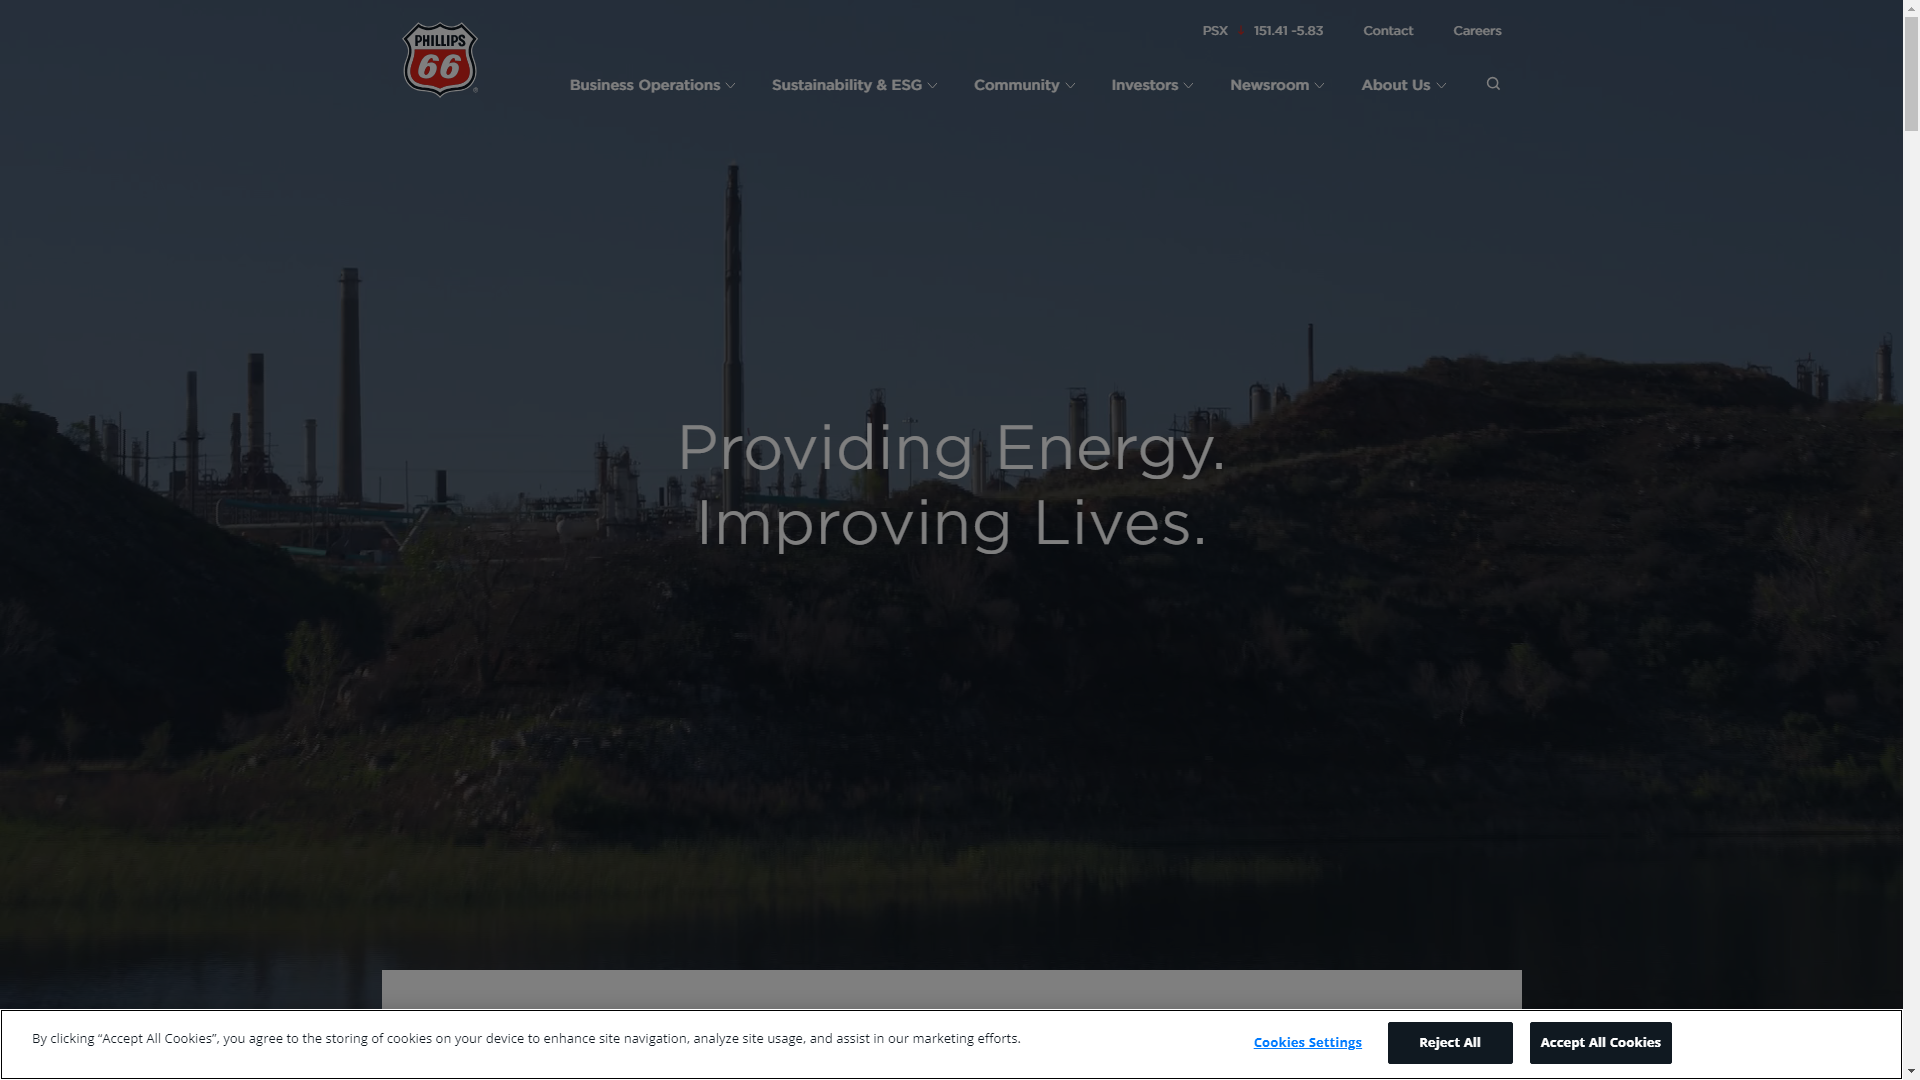 PHILLIPS
66
PSX 151.41 -5.83 Contact Careers
Business Operations Sustainability & ESG Community Investors Newsroom About Us
Providing Energy.
Improving Lives.
By clicking “Accept All Cookies”, you agree to the storing of cookies on your device to enhance site navigation, analyze site usage, and assist in our marketing efforts.
Cookies Settings Reject All Accept All Cookies